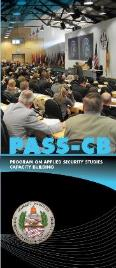 PASS-CB
PROGRAM ON APPLIED SECURITY STUDIES
CAPACITY BUILDING